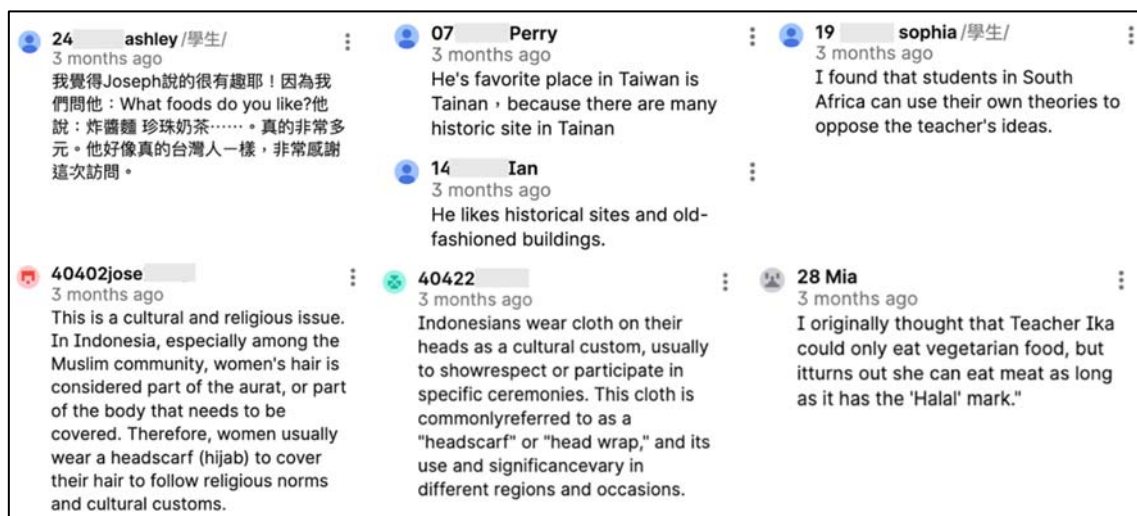 24 ashley /學生/
3 months ago
我覺得Joseph說的很有趣耶！因為我
們問他：What foods do you like?他
說：炸醬麵 珍珠奶茶⋯⋯。真的非常多
元。他好像真的台灣人一樣，非常感謝
這次訪問。
07 Perry
3 months ago
He's favorite place in Taiwan is
Tainan，because there are many
historic site in Tainan
19 sophia /學生/
3 months ago
I found that students in South
Africa can use their own theories to
oppose the teacher's ideas.
14 Ian
3 months ago
He likes historical sites and old-
fashioned buildings.
40402jose
3 months ago
This is a cultural and religious issue.
In Indonesia, especially among the
Muslim community, women's hair is
considered part of the aurat, or part
of the body that needs to be
covered. Therefore, women usually
wear a headscarf (hijab) to cover
their hair to follow religious norms
and cultural customs.
40422
3 months ago
Indonesians wear cloth on their
heads as a cultural custom, usually
to showrespect or participate in
specific ceremonies. This cloth is
commonlyreferred to as a
"headscarf" or "head wrap," and its
use and significancevary in
different regions and occasions.
28 Mia
3 months ago
I originally thought that Teacher Ika
could only eat vegetarian food, but
itturns out she can eat meat as long
as it has the 'Halal' mark."